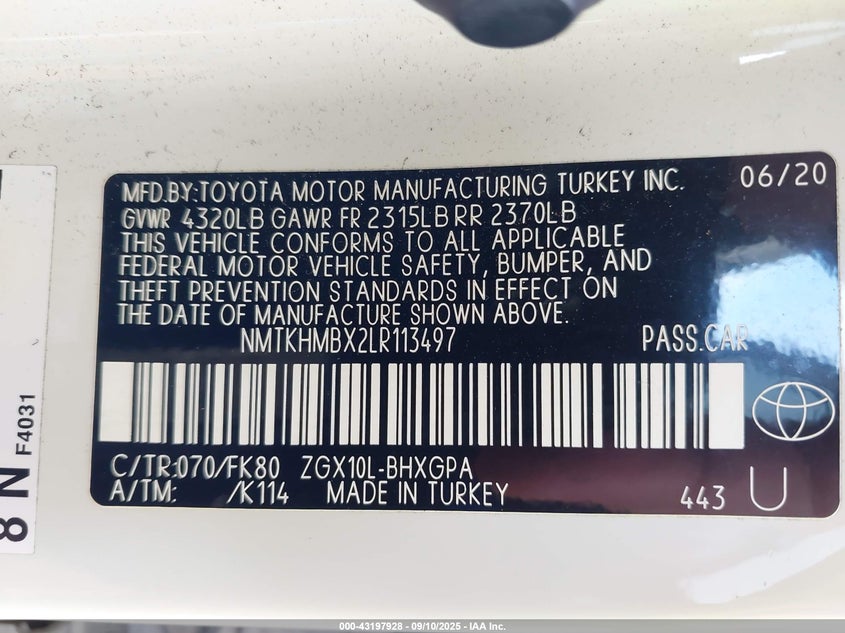 MFD.BY:TOYOTA MOTOR MANUFACTURING TURKEY INC. 06/20
GVWR 4320LB GAWR FR 2315LB RR 2370LB
THIS VEHICLE CONFORMS TO ALL APPLICABLE
FEDERAL MOTOR VEHICLE SAFETY, BUMPER, AND
THEFT PREVENTION STANDARDS IN EFFECT ON
THE DATE OF MANUFACTURE SHOWN ABOVE.
NMTKHMBX2LR113497 PASS.CAR
C/TR:070/FK80 ZGX10L-BHXGPA
A/TM: /K114 MADE IN TURKEY 443 U
8 N F4031
000-43197928 - 09/10/2025 - IAA Inc.